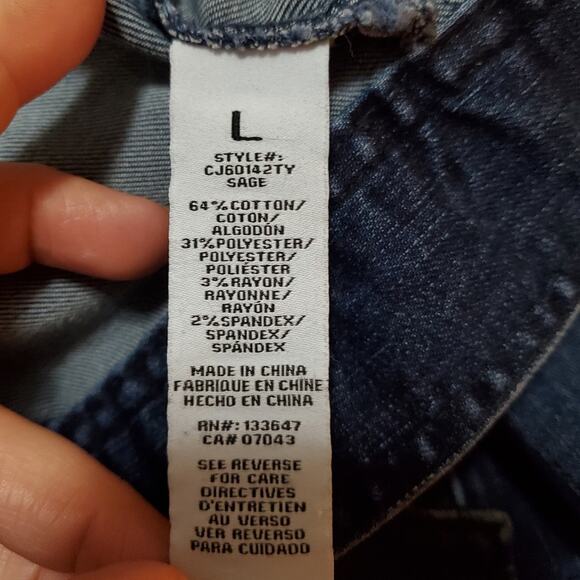 L
STYLE#:
CJ60142TY
SAGE
64%COTTON/
COTON/
ALGODÓN
31%POLYESTER/
POLYESTER/
POLIÉSTER
3%RAYON/
RAYONNE/
RAYÓN
2%SPANDEX/
SPANDEX/
SPÁNDEX
MADE IN CHINA
FABRIQUE EN CHINE
HECHO EN CHINA
RN#: 133647
CA# 07043
SEE REVERSE
FOR CARE
DIRECTIVES
D'ENTRETIEN
AU VERSO
VER REVERSO
PARA CUIDADO